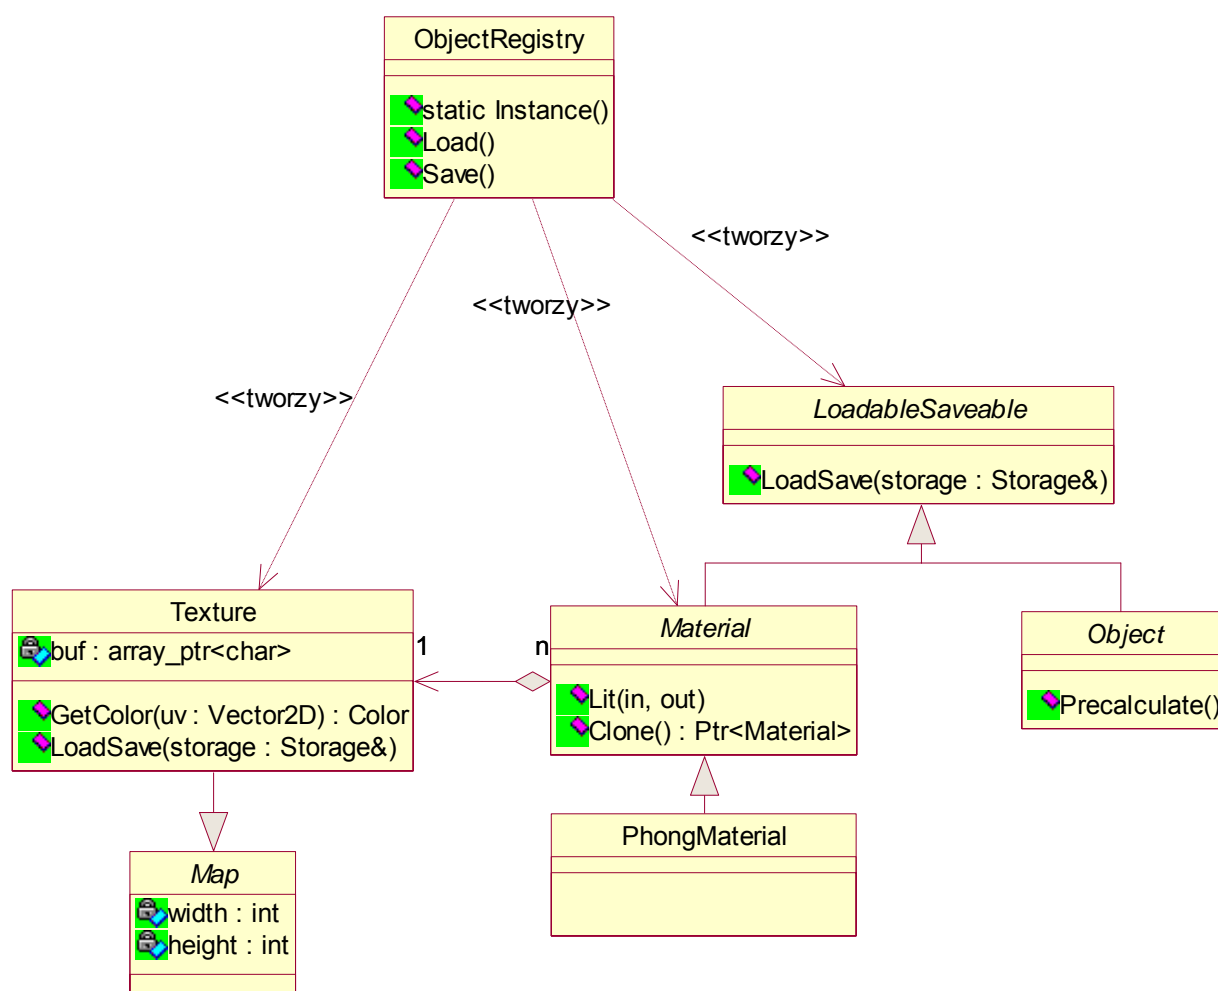 ObjectRegistry
static Instance()
Load()
Save()
<<tworzy>>
<<tworzy>>
<<tworzy>>
LoadableSaveable
LoadSave(storage : Storage&)
Texture
buf : array_ptr<char>
GetColor(uv : Vector2D) : Color
LoadSave(storage : Storage&)
1
n
Material
Lit(in, out)
Clone() : Ptr<Material>
Object
Precalculate()
PhongMaterial
Map
width : int
height : int